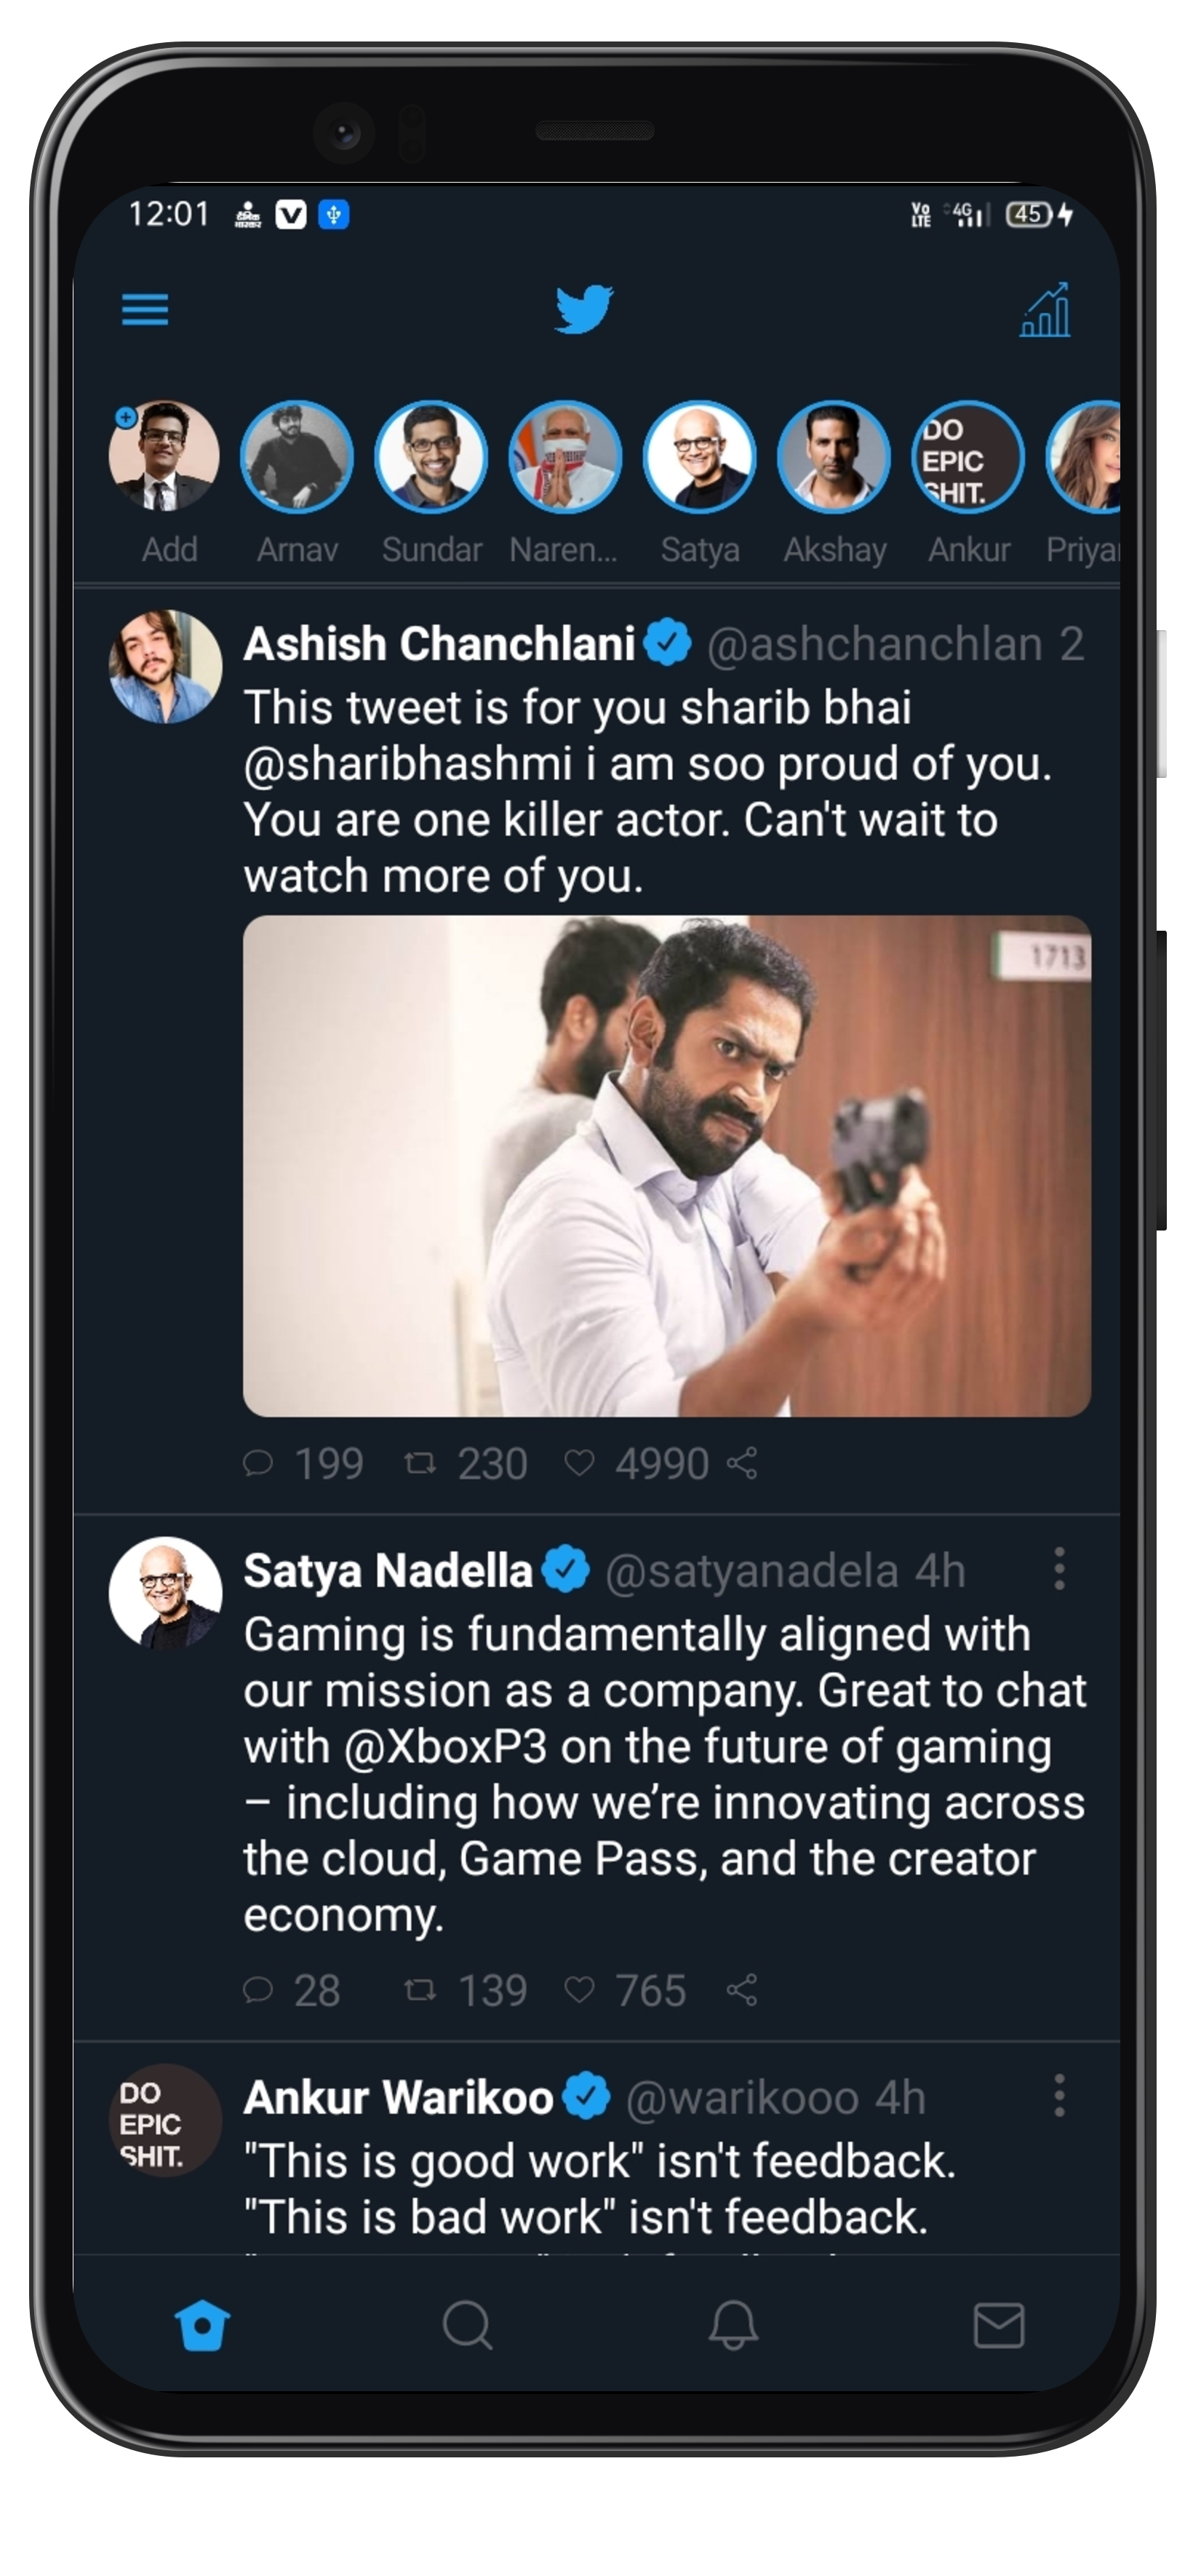 12:01
दैनिक
भास्कर
V
Vo
LTE
4G
45
Add
Arnav
Sundar
Naren...
Satya
Akshay
DO
EPIC
SHIT.
Ankur
Priya
Ashish Chanchlani @ashchanchlan 2
This tweet is for you sharib bhai
@sharibhashmi i am soo proud of you.
You are one killer actor. Can't wait to
watch more of you.
1713
199 230 4990
Satya Nadella @satyanadela 4h
Gaming is fundamentally aligned with
our mission as a company. Great to chat
with @XboxP3 on the future of gaming
– including how we’re innovating across
the cloud, Game Pass, and the creator
economy.
28 139 765
DO
EPIC
SHIT.
Ankur Warikoo @warikooo 4h
"This is good work" isn't feedback.
"This is bad work" isn't feedback.